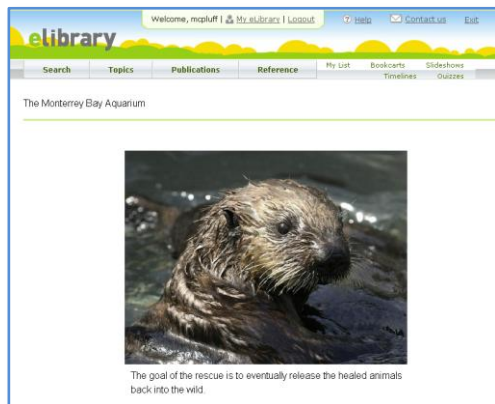 Welcome, mcpluff | My eLibrary | Logout Help Contact us Exit
elibrary
Search Topics Publications Reference My List Bookcarts Slideshows
Timelines Quizzes
The Monterrey Bay Aquarium
The goal of the rescue is to eventually release the healed animals
back into the wild.